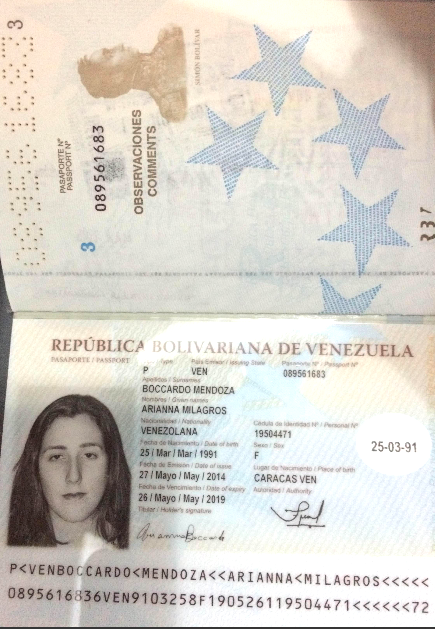 3
PASAPORTE Nº
PASSPORT Nº
089561683
OBSERVACIONES
COMMENTS
SIMÓN BOLÍVAR
3
REPÚBLICA BOLIVARIANA DE VENEZUELA
PASAPORTE / PASSPORT
Type País Emisor / Issuing State Pasaporte Nº / Passport Nº
P VEN 089561683
Apellidos / Surnames
BOCCARDO MENDOZA
Nombres / Given names
ARIANNA MILAGROS
Nacionalidad / Nationality Cédula de Identidad Nº / Personal Nº
VENEZOLANA 19504471
Fecha de Nacimiento / Date of birth Sexo / Sex
25 / Mar / Mar / 1991 F
25-03-91
Fecha de Emisión / Date of issue Lugar de Nacimiento / Place of birth
27 / Mayo / May / 2014 CARACAS VEN
Fecha de Vencimiento / Date of expiry Autoridad / Authority
26 / Mayo / May / 2019
Titular / Holder's signature
Arianna Boccardo
P<VENBOCCARDO<MENDOZA<<ARIANNA<MILAGROS<<<<<
0895616836VEN9103258F190526119504471<<<<<<72